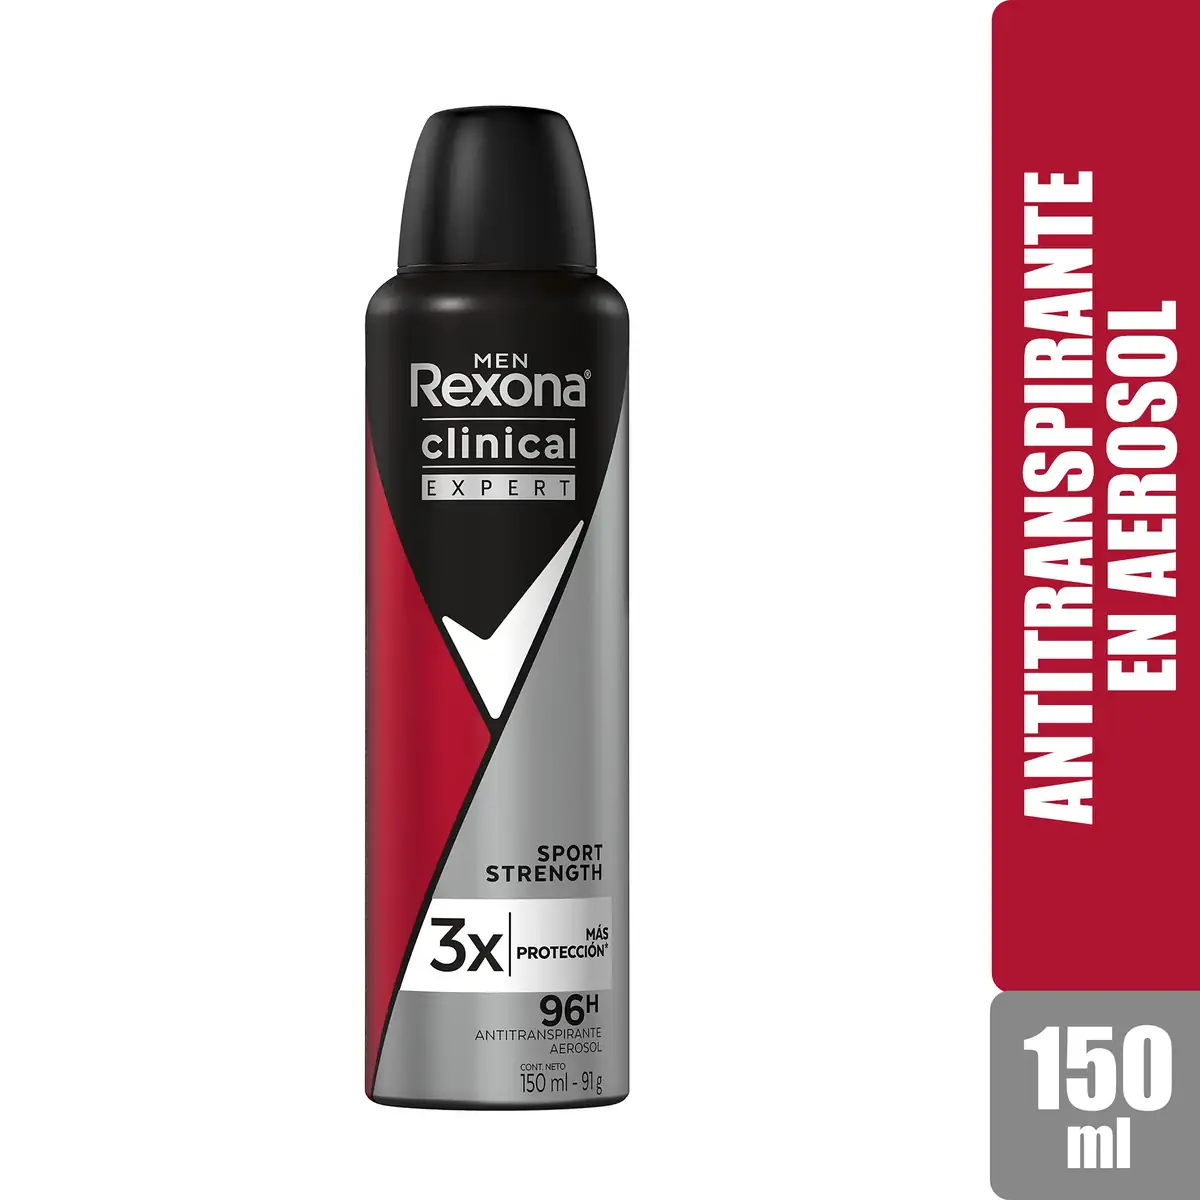 MEN
Rexona®
clinical
EXPERT
SPORT
STRENGTH
3x
MÁS
PROTECCIÓN*
96H
ANTITRANSPIRANTE
AEROSOL
CONT. NETO
150 ml - 91 g
ANTITRANSPIRANTE
EN AEROSOL
150
ml